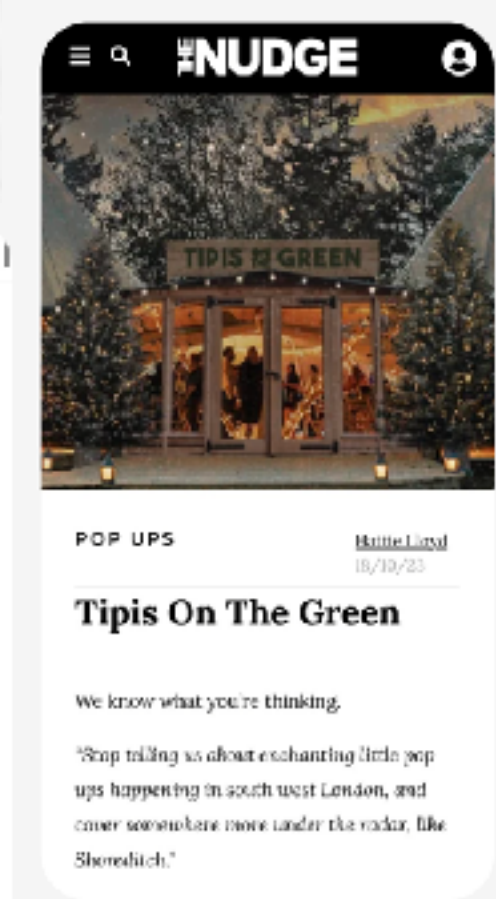 THE NUDGE
TIPIS GREEN
POP UPS
Hattie Lloyd
18/10/23
Tipis On The Green
We know what you're thinking.
"Stop telling us about enchanting little pop
ups happening in south west London, and
cover somewhere more under the radar, like
Shoreditch."